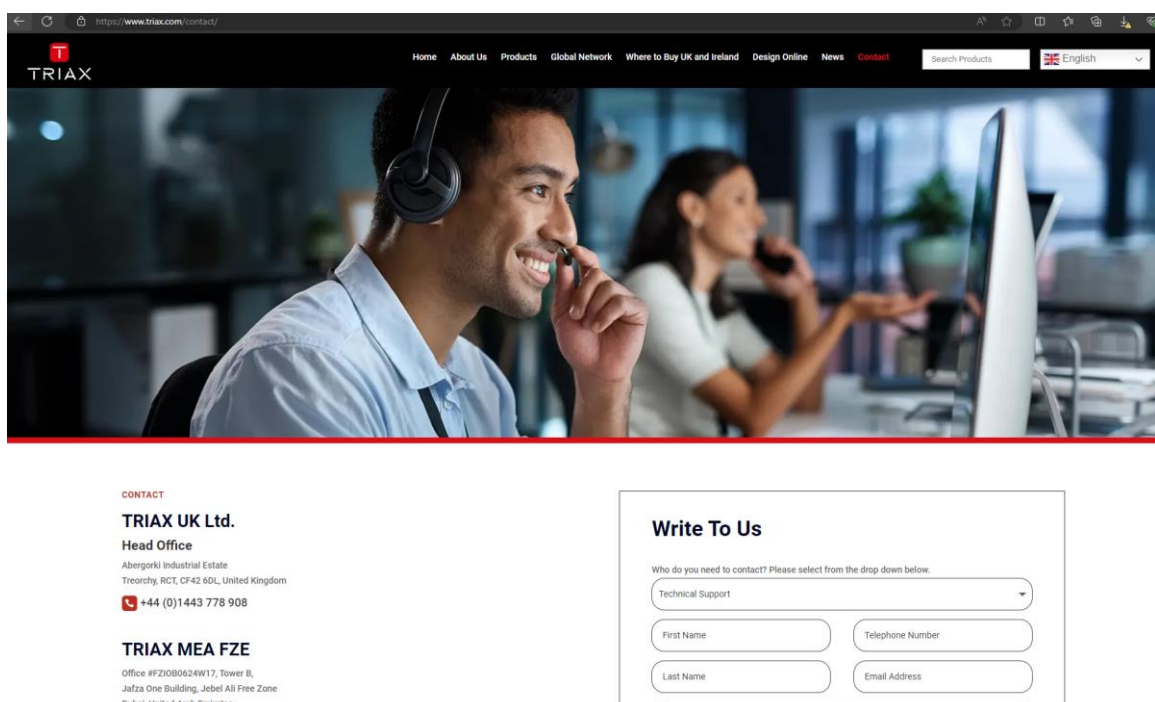 https://www.triax.com/contact/
T
TRIAX
Home About Us Products Global Network Where to Buy UK and Ireland Design Online News Contact Search Products English
CONTACT
TRIAX UK Ltd.
Head Office
Abergorki Industrial Estate
Treorchy, RCT, CF42 6DL, United Kingdom
+44 (0)1443 778 908
TRIAX MEA FZE
Office #FZIOB0624W17, Tower B,
Jafza One Building, Jebel Ali Free Zone
Dubai, United Arab Emirates
Write To Us
Who do you need to contact? Please select from the drop down below.
Technical Support
First Name Telephone Number
Last Name Email Address